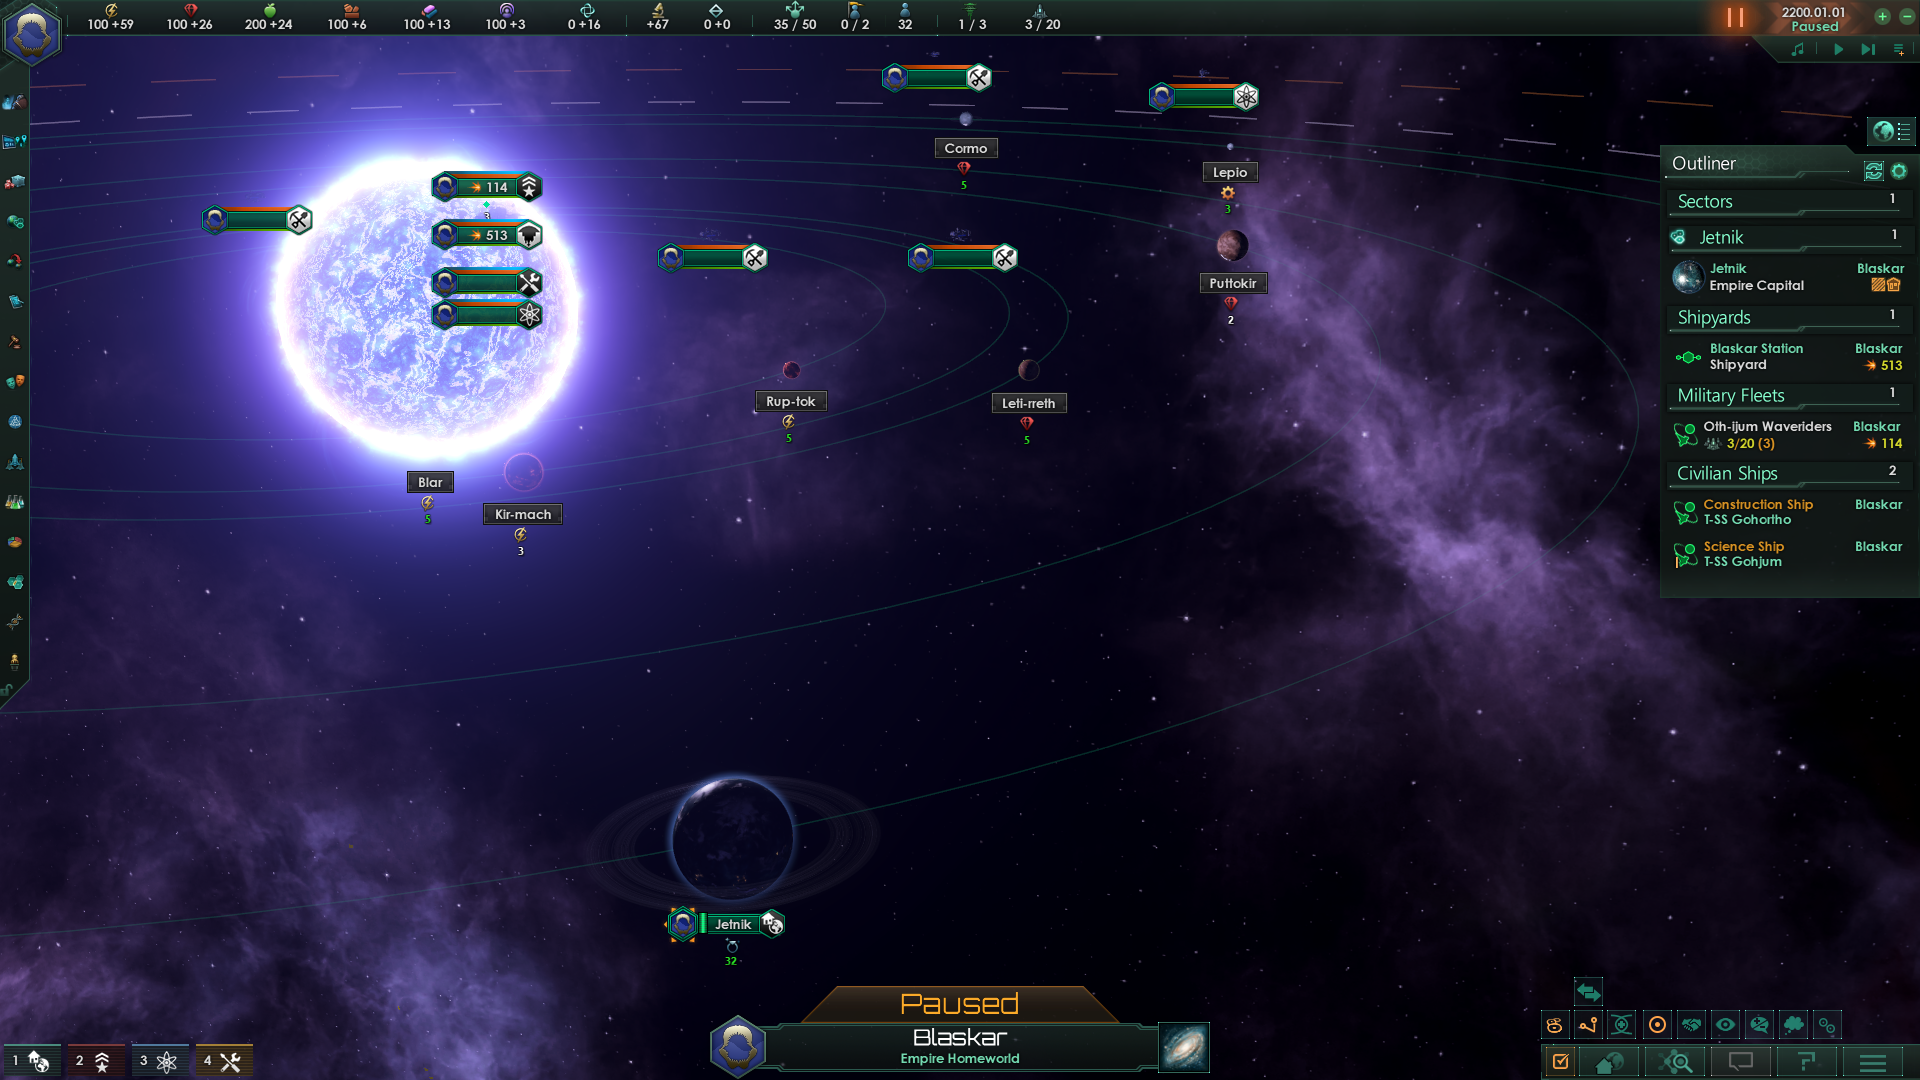 100 +59
100 +26
200 +24
100 +6
100 +13
100 +3
0 +16
+67
0 +0
35 / 50
0 / 2
32
1 / 3
3 / 20
2200.01.01
Paused
114
3
513
Cormo
5
Lepio
3
Puttokir
2
Rup-tok
5
Leti-rreth
5
Blar
5
Kir-mach
3
Jetnik
32
Outliner
Sectors 1
Jetnik 1
Jetnik Blaskar
Empire Capital
Shipyards 1
Blaskar Station Blaskar
Shipyard 513
Military Fleets 1
Oth-ijum Waveriders Blaskar
3/20 (3) 114
Civilian Ships 2
Construction Ship Blaskar
T-SS Gohortho
Science Ship Blaskar
T-SS Gohjum
Paused
Blaskar
Empire Homeworld
1
2
3
4